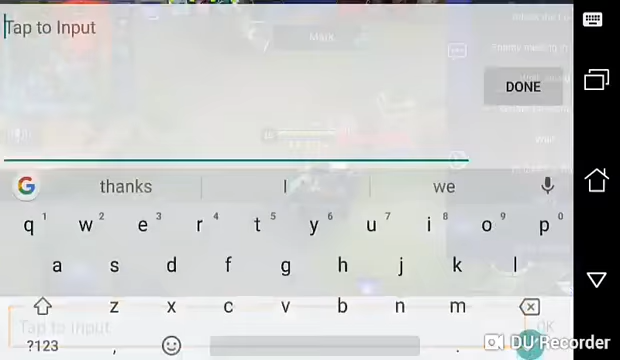 Tap to Input
Mark
DONE
G thanks I we
q 1 w 2 e 3 r 4 t 5 y 6 u 7 i 8 o 9 p 0
a s d f g h j k l
z x c v b n m
Tap to Input
OK
?123 , .
DU Recorder